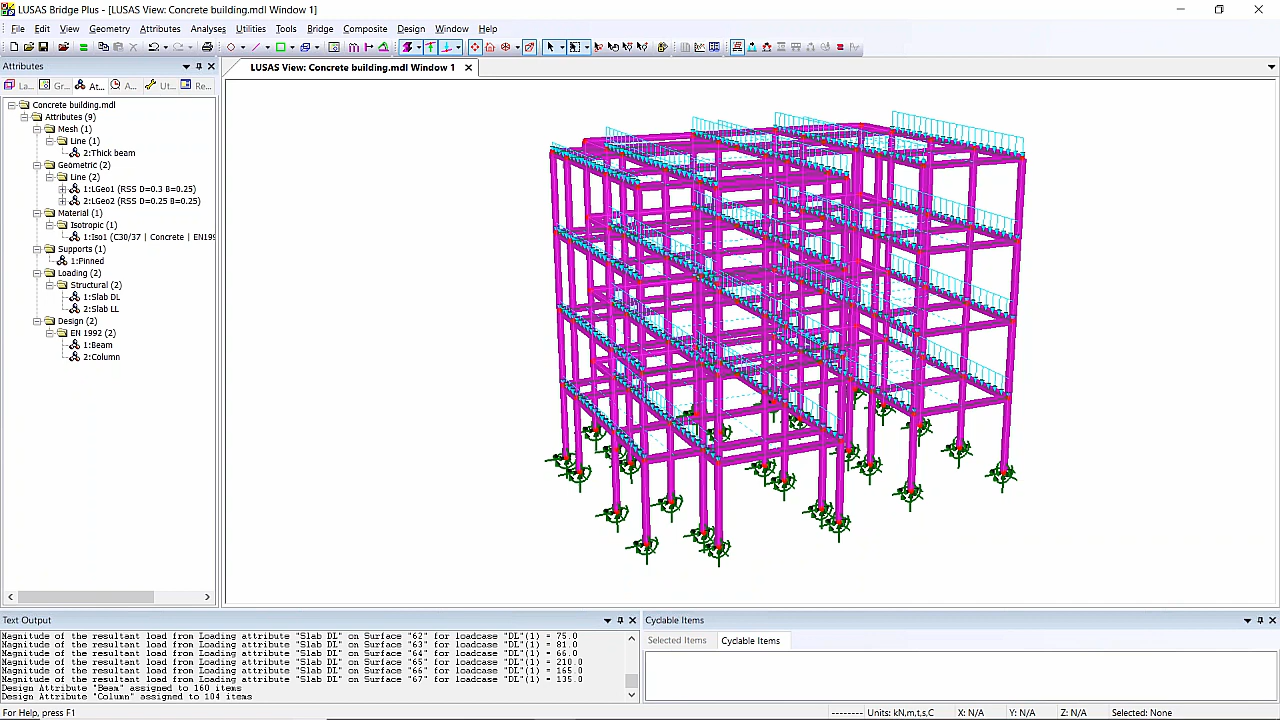 LUSAS Bridge Plus - [LUSAS View: Concrete building.mdl Window 1]
File Edit View Geometry Attributes Analyses Utilities Tools Bridge Composite Design Window Help
Attributes
LUSAS View: Concrete building.mdl Window 1
La... Gr... At... A... Ut... Re...
Concrete building.mdl
Attributes (9)
Mesh (1)
Line (1)
2:Thick beam
Geometric (2)
Line (2)
1:LGeo1 (RSS D=0.3 B=0.25)
2:LGeo2 (RSS D=0.25 B=0.25)
Material (1)
Isotropic (1)
1:Iso1 (C30/37 | Concrete | EN199
Supports (1)
1:Pinned
Loading (2)
Structural (2)
1:Slab DL
2:Slab LL
Design (2)
EN 1992 (2)
1:Beam
2:Column
Text Output
Magnitude of the resultant load from Loading attribute "Slab DL" on Surface "62" for loadcase "DL"(1) = 75.0
Magnitude of the resultant load from Loading attribute "Slab DL" on Surface "63" for loadcase "DL"(1) = 81.0
Magnitude of the resultant load from Loading attribute "Slab DL" on Surface "64" for loadcase "DL"(1) = 66.0
Magnitude of the resultant load from Loading attribute "Slab DL" on Surface "65" for loadcase "DL"(1) = 210.0
Magnitude of the resultant load from Loading attribute "Slab DL" on Surface "66" for loadcase "DL"(1) = 165.0
Magnitude of the resultant load from Loading attribute "Slab DL" on Surface "67" for loadcase "DL"(1) = 135.0
Design Attribute "Beam" assigned to 160 items
Design Attribute "Column" assigned to 104 items
Cyclable Items
Selected Items Cyclable Items
For Help, press F1
-------- Units: kN,m,t,s,C X: N/A Y: N/A Z: N/A Selected: None